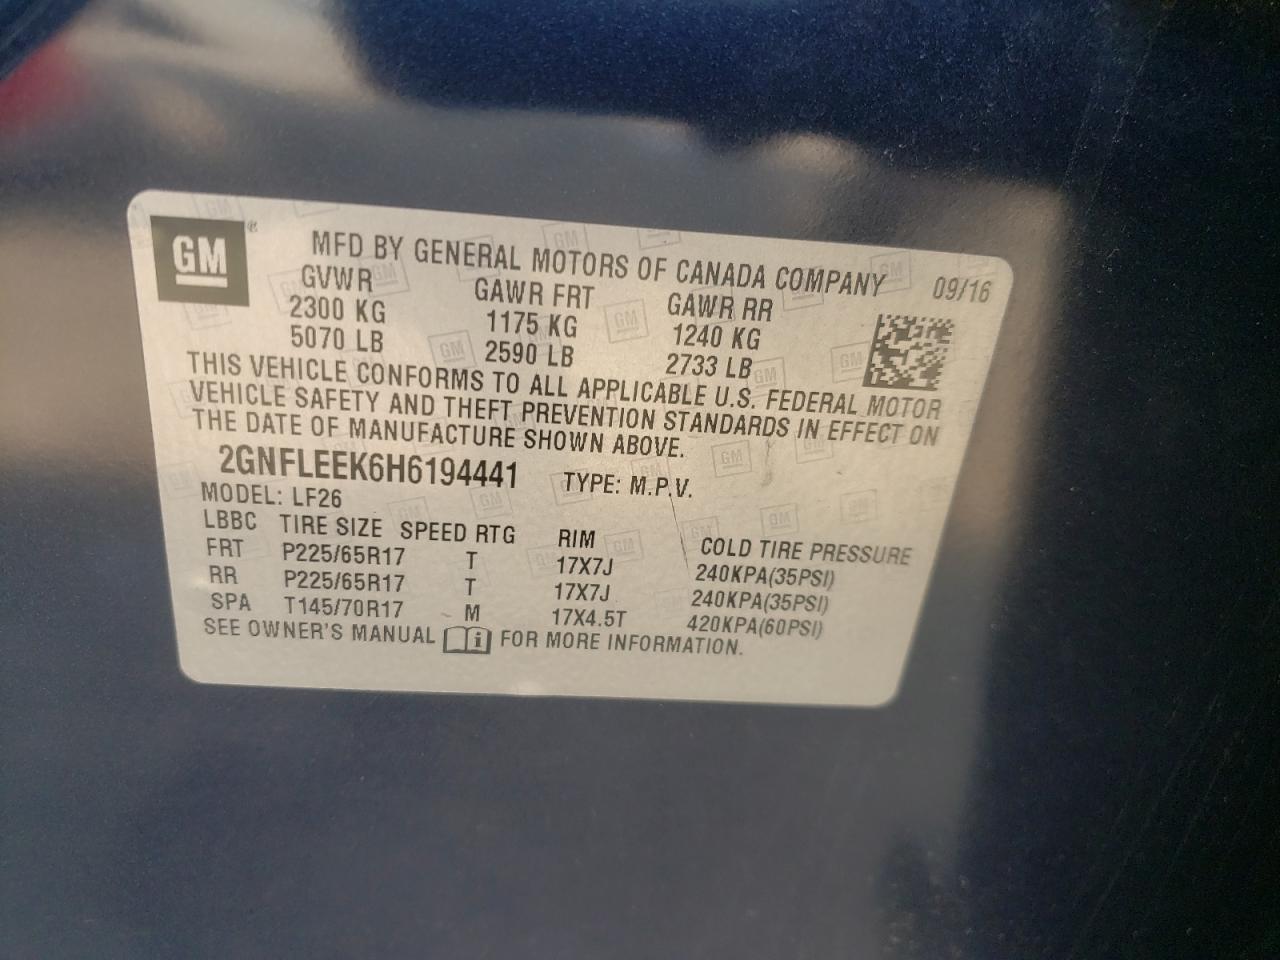 GM ®
MFD BY GENERAL MOTORS OF CANADA COMPANY 09/16
GVWR GAWR FRT GAWR RR
2300 KG 1175 KG 1240 KG
5070 LB 2590 LB 2733 LB
THIS VEHICLE CONFORMS TO ALL APPLICABLE U.S. FEDERAL MOTOR
VEHICLE SAFETY AND THEFT PREVENTION STANDARDS IN EFFECT ON
THE DATE OF MANUFACTURE SHOWN ABOVE.
2GNFLEEK6H6194441 TYPE: M.P.V.
MODEL: LF26
LBBC TIRE SIZE SPEED RTG RIM COLD TIRE PRESSURE
FRT P225/65R17 T 17X7J 240KPA(35PSI)
RR P225/65R17 T 17X7J 240KPA(35PSI)
SPA T145/70R17 M 17X4.5T 420KPA(60PSI)
SEE OWNER'S MANUAL i FOR MORE INFORMATION.